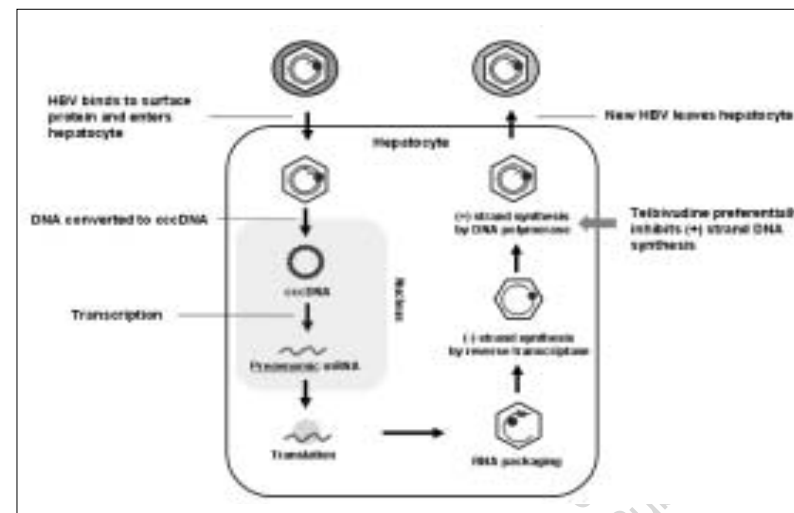 HBV binds to surface
protein and enters
hepatocyte
New HBV leaves hepatocyte
Hepatocyte
DNA converted to cccDNA
(+) strand synthesis
by DNA polymerase
Telbivudine preferentially
inhibits (+) strand DNA
synthesis
cccDNA
Nucleus
Transcription
(-) strand synthesis
by reverse transcriptase
Pregenomic mRNA
Translation
RNA packaging